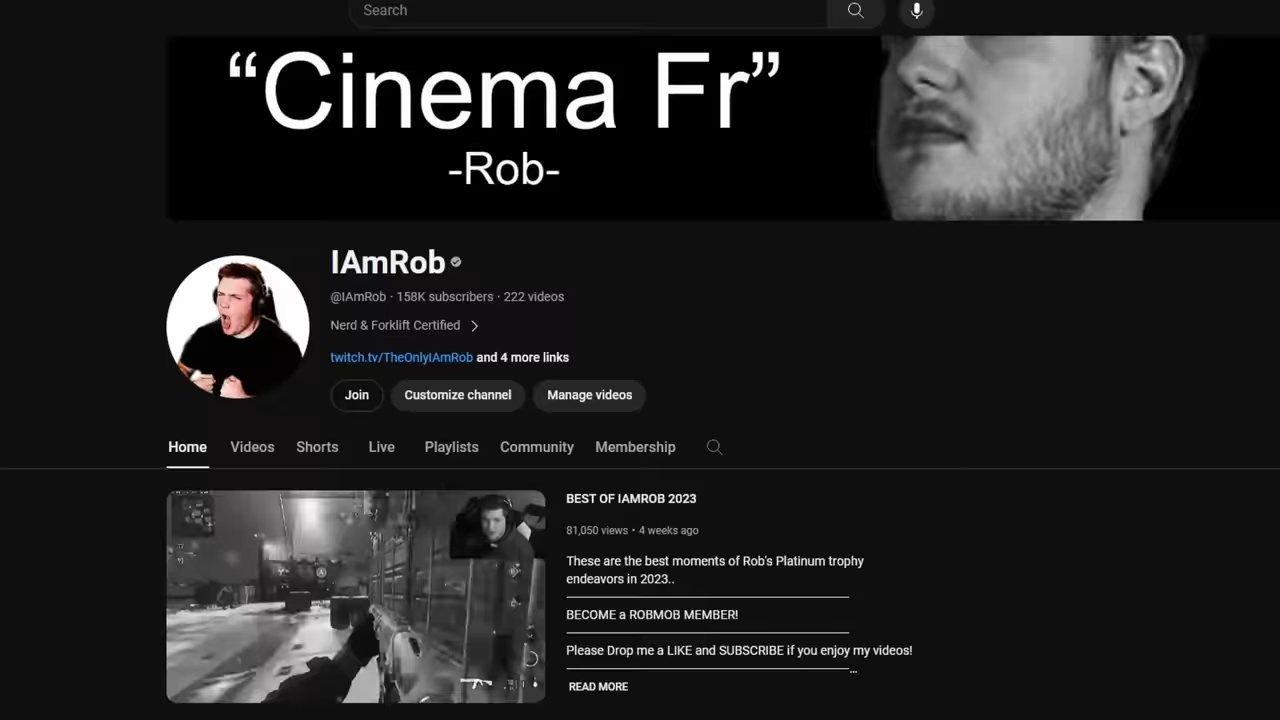 Search
“Cinema Fr”
-Rob-
IAmRob
@IAmRob · 158K subscribers · 222 videos
Nerd & Forklift Certified
twitch.tv/TheOnlyIAmRob and 4 more links
Join Customize channel Manage videos
Home Videos Shorts Live Playlists Community Membership
BEST OF IAMROB 2023
81,050 views • 4 weeks ago
These are the best moments of Rob's Platinum trophy
endeavors in 2023..
BECOME a ROBMOB MEMBER!
Please Drop me a LIKE and SUBSCRIBE if you enjoy my videos!
...
READ MORE